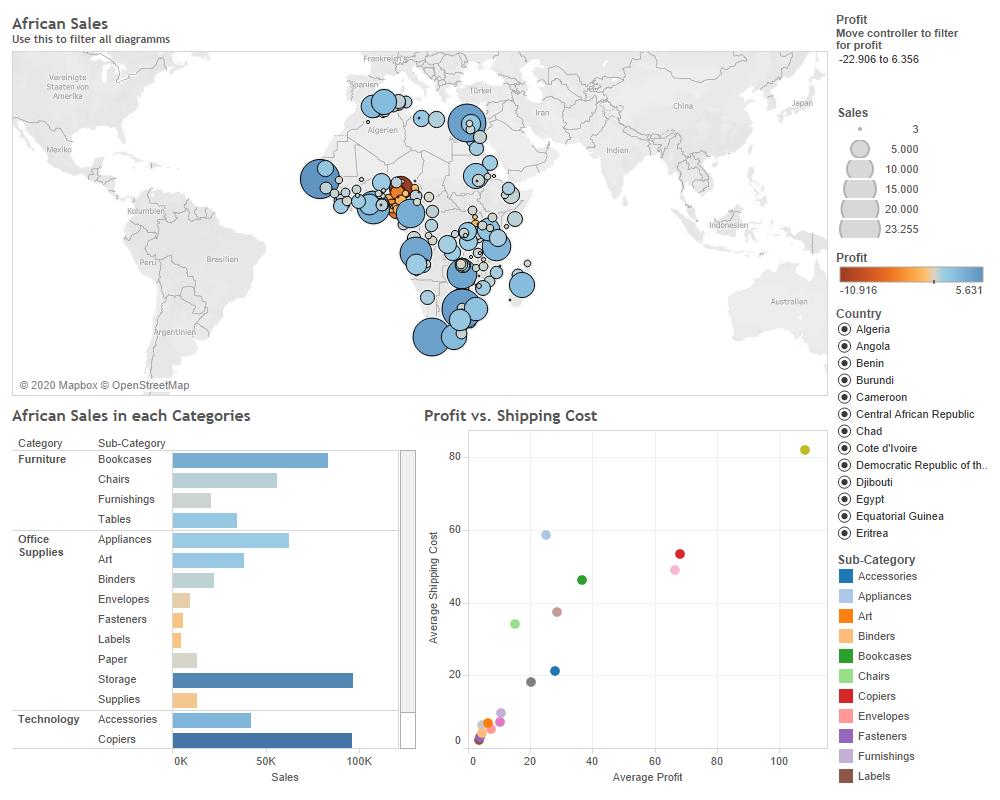 African Sales
Use this to filter all diagramms
Vereinigte
Staaten von
Amerika
Mexiko
Kolumbien
Peru
Brasilien
Argentinien
Frankreich
Spanien
Algerien
Türkei
Iran
China
Japan
Indien
Indonesien
Australien
© 2020 Mapbox © OpenStreetMap
Profit
Move controller to filter
for profit
-22.906 to 6.356
Sales
3
5.000
10.000
15.000
20.000
23.255
Profit
-10.916 5.631
Country
Algeria
Angola
Benin
Burundi
Cameroon
Central African Republic
Chad
Cote d'Ivoire
Democratic Republic of th..
Djibouti
Egypt
Equatorial Guinea
Eritrea
African Sales in each Categories
Category Sub-Category
Furniture Bookcases
Chairs
Furnishings
Tables
Office
Supplies
Appliances
Art
Binders
Envelopes
Fasteners
Labels
Paper
Storage
Supplies
Technology Accessories
Copiers
0K 50K 100K
Sales
Profit vs. Shipping Cost
Average Shipping Cost
80
60
40
20
0
0 20 40 60 80 100
Average Profit
Sub-Category
Accessories
Appliances
Art
Binders
Bookcases
Chairs
Copiers
Envelopes
Fasteners
Furnishings
Labels